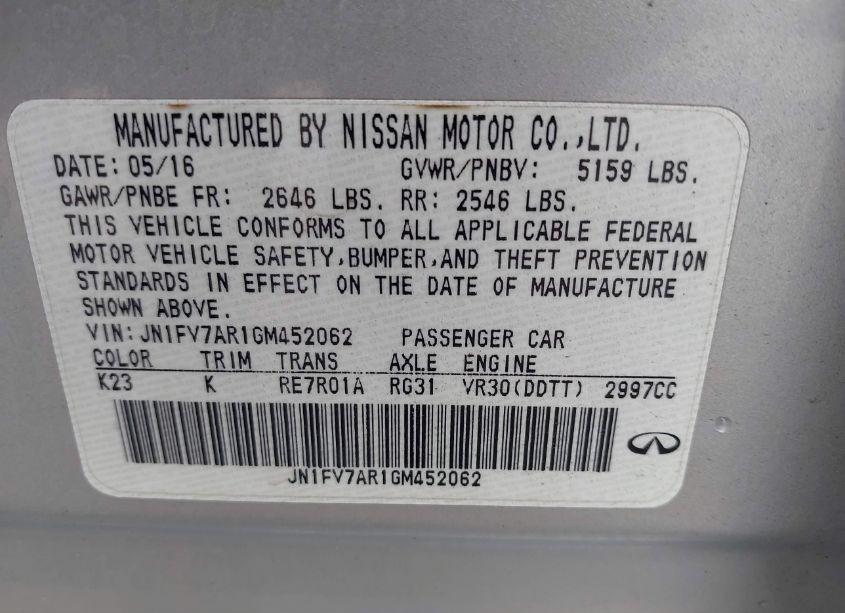 MANUFACTURED BY NISSAN MOTOR CO.,LTD.
DATE: 05/16 GVWR/PNBV: 5159 LBS.
GAWR/PNBE FR: 2646 LBS. RR: 2546 LBS.
THIS VEHICLE CONFORMS TO ALL APPLICABLE FEDERAL
MOTOR VEHICLE SAFETY,BUMPER,AND THEFT PREVENTION
STANDARDS IN EFFECT ON THE DATE OF MANUFACTURE
SHOWN ABOVE.
VIN: JN1FV7AR1GM452062 PASSENGER CAR
COLOR TRIM TRANS AXLE ENGINE
K23 K RE7R01A RG31 VR30(DDTT) 2997CC
JN1FV7AR1GM452062